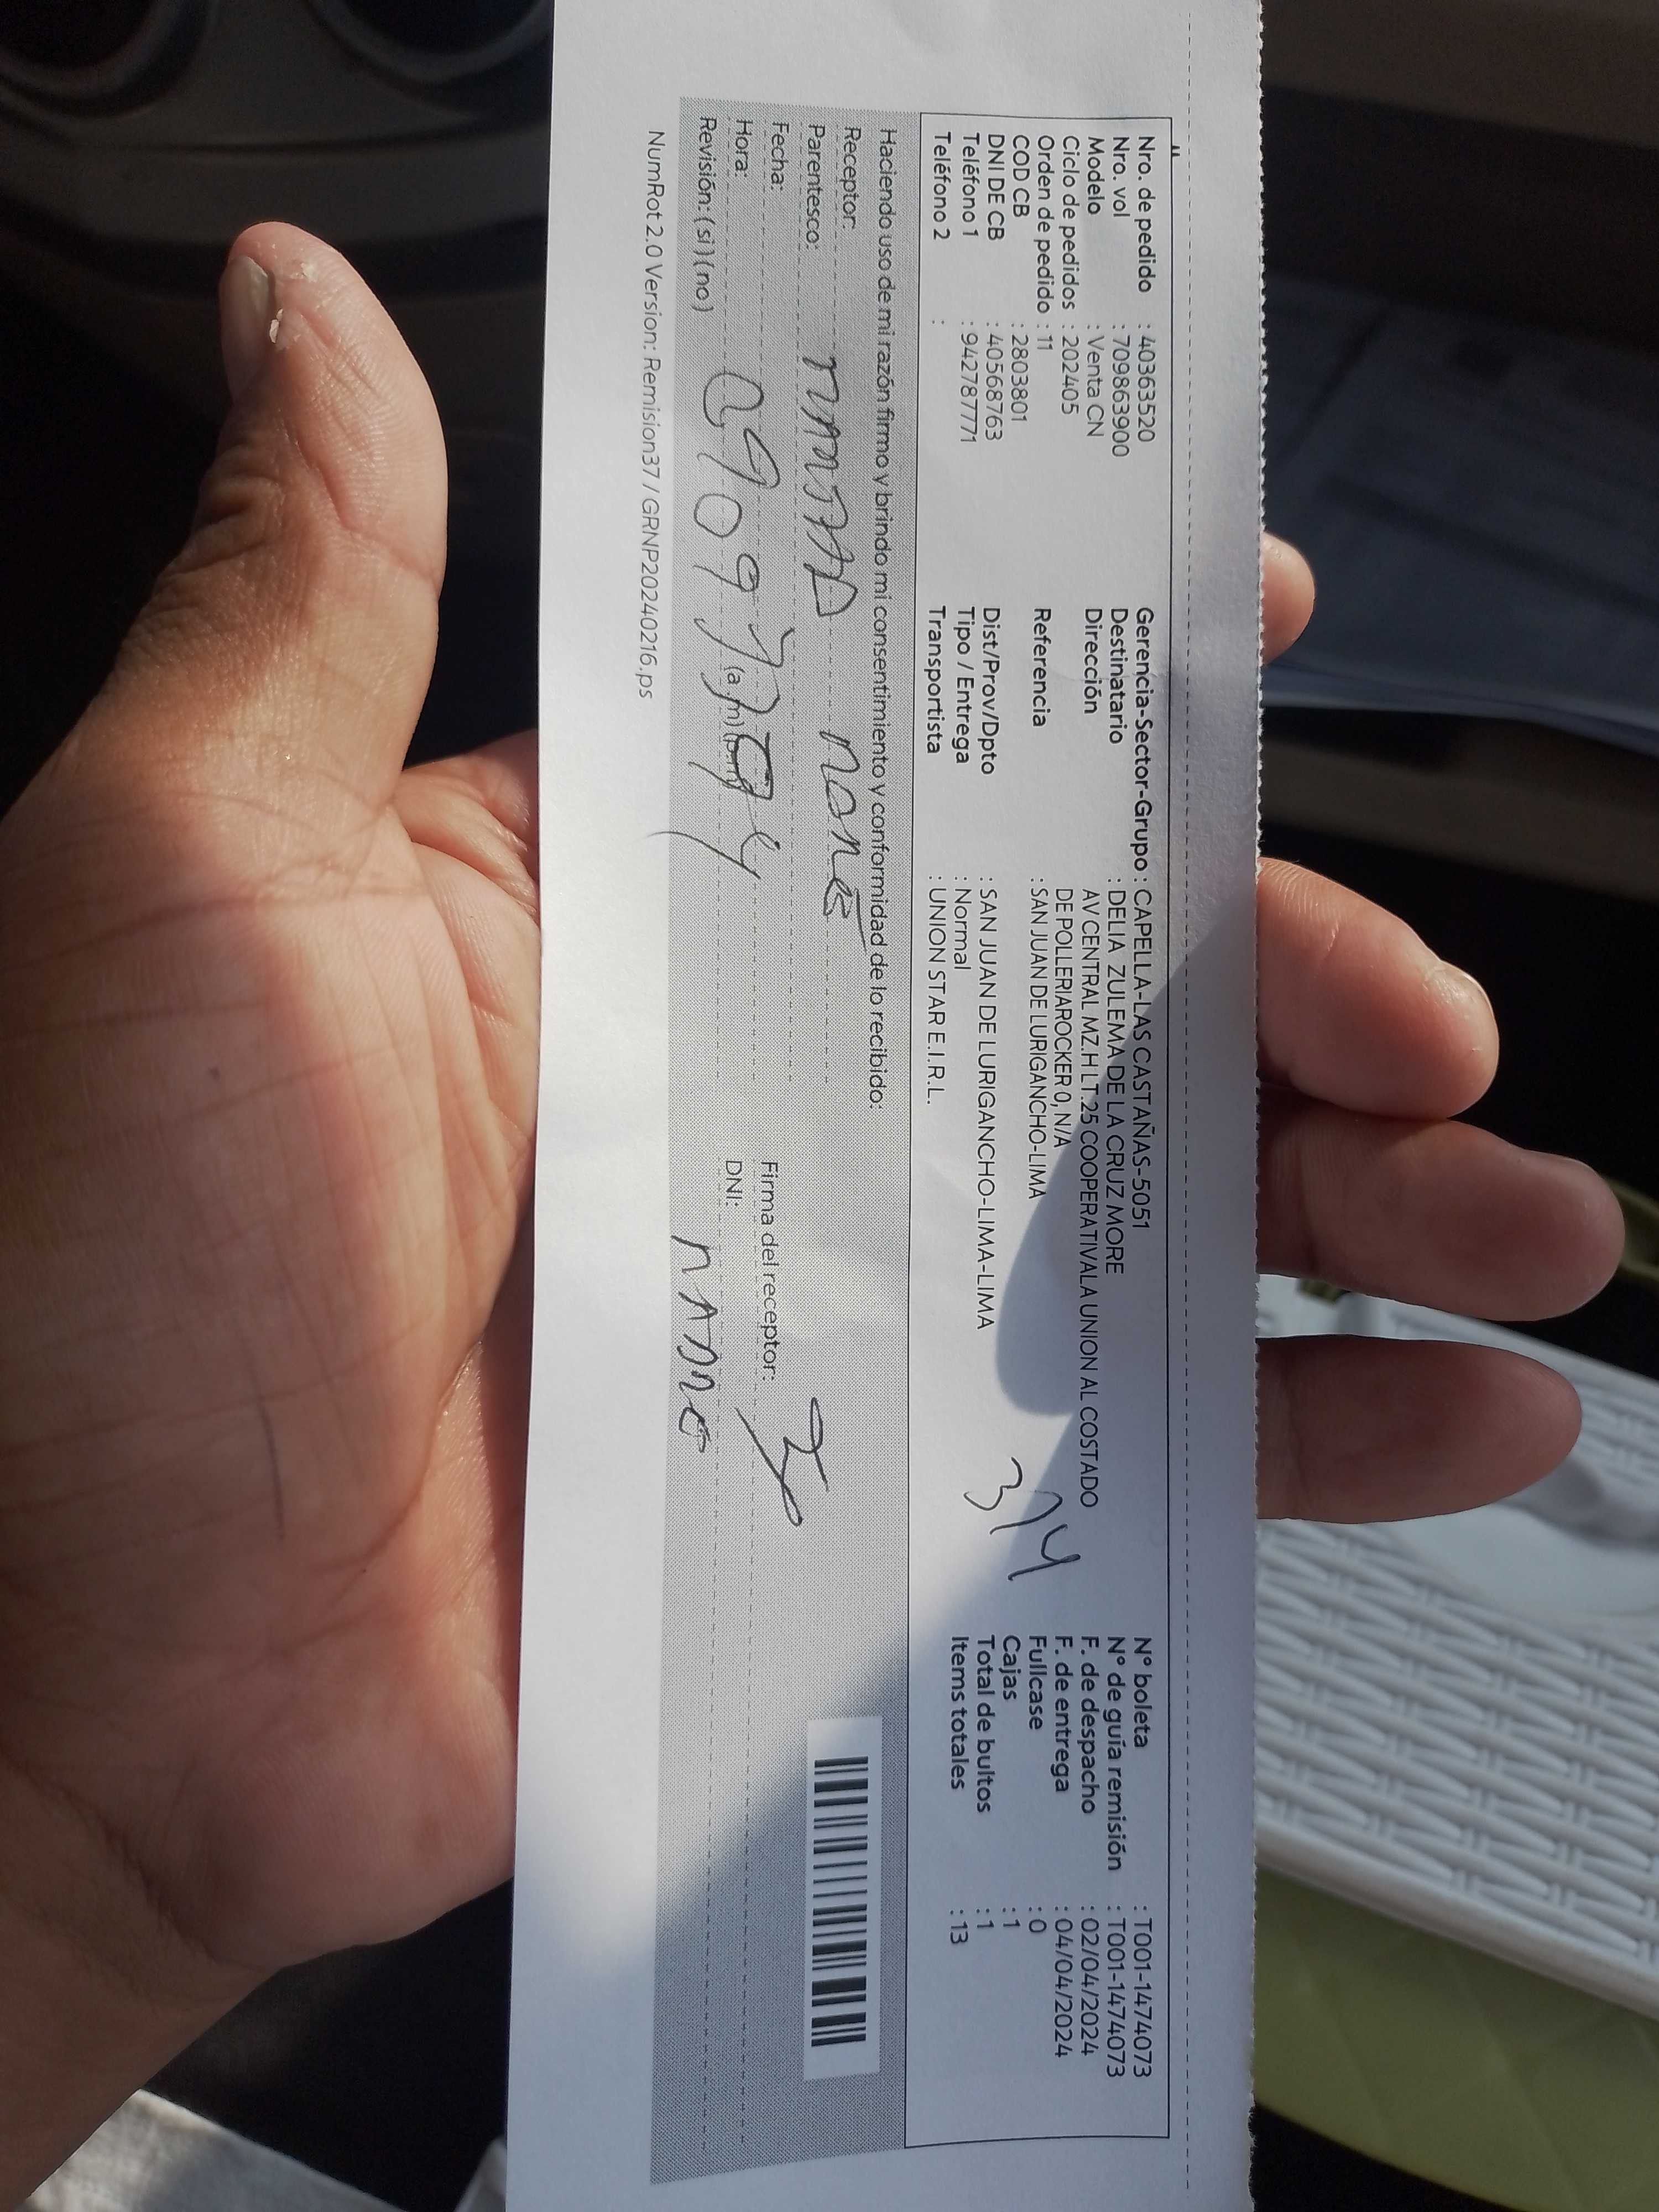 Nro. de pedido : 40363520
Nro. vol : 709863900
Modelo : Venta CN
Ciclo de pedidos : 202405
Orden de pedido : 11
COD CB : 2803801
DNI DE CB : 40568763
Teléfono 1 : 942787771
Teléfono 2 :
Gerencia-Sector-Grupo : CAPELLA-LAS CASTAÑAS-5051
Destinatario : DELIA ZULEMA DE LA CRUZ MORE
Dirección AV CENTRAL MZ.H LT.25 COOPERATIVALA UNION AL COSTADO
DE POLLERIAROCKER 0, N/A
Referencia : SAN JUAN DE LURIGANCHO-LIMA
Dist/Prov/Dpto : SAN JUAN DE LURIGANCHO-LIMA-LIMA
Tipo / Entrega : Normal
Transportista : UNION STAR E.I.R.L.
3/4
N° boleta : T001-1474073
N° de guía remisión : T001-1474073
F. de despacho : 02/04/2024
F. de entrega : 04/04/2024
Fullcase : 0
Cajas : 1
Total de bultos : 1
Items totales : 13
Haciendo uso de mi razón firmo y brindo mi consentimiento y conformidad de lo recibido:
Receptor:
Parentesco:
Fecha:
Hora: (a.m)(p.m)
Revisión: (si) (no)
Firma del receptor:
DNI:
NumRot 2.0 Version: Remision37 / GRNP20240216.ps